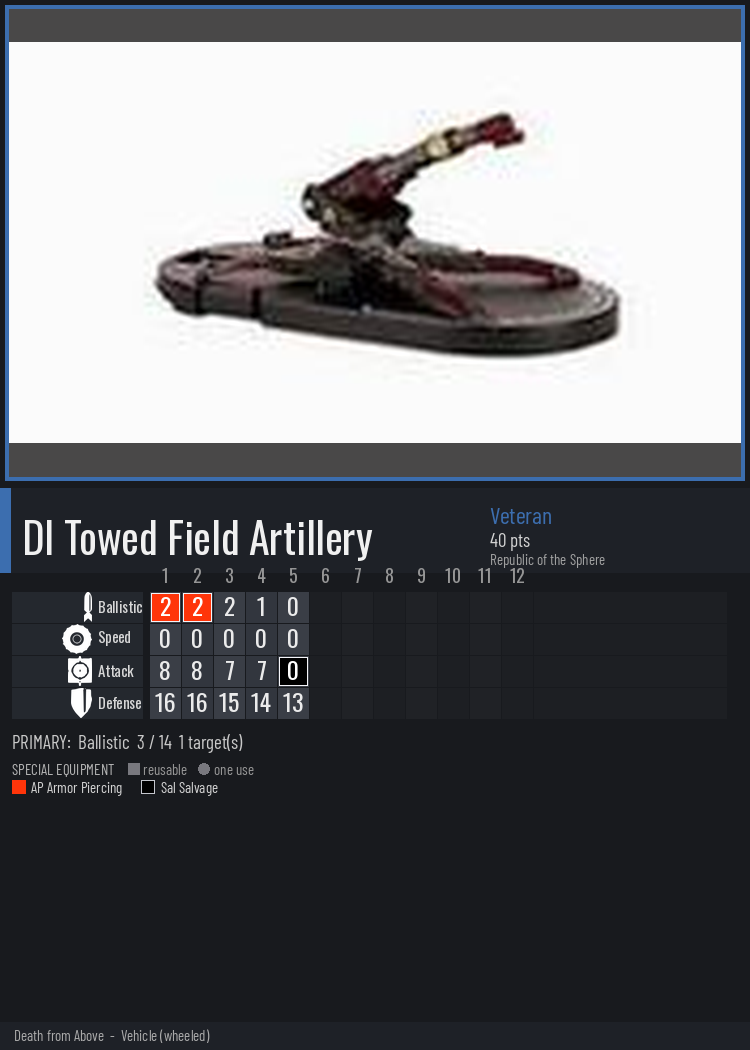 DI Towed Field Artillery
Veteran
40 pts
Republic of the Sphere
1 2 3 4 5 6 7 8 9 10 11 12
Ballistic 2 2 2 1 0
Speed 0 0 0 0 0
Attack 8 8 7 7 0
Defense 16 16 15 14 13
PRIMARY: Ballistic 3 / 14 1 target(s)
SPECIAL EQUIPMENT reusable one use
AP Armor Piercing Sal Salvage
Death from Above - Vehicle (wheeled)